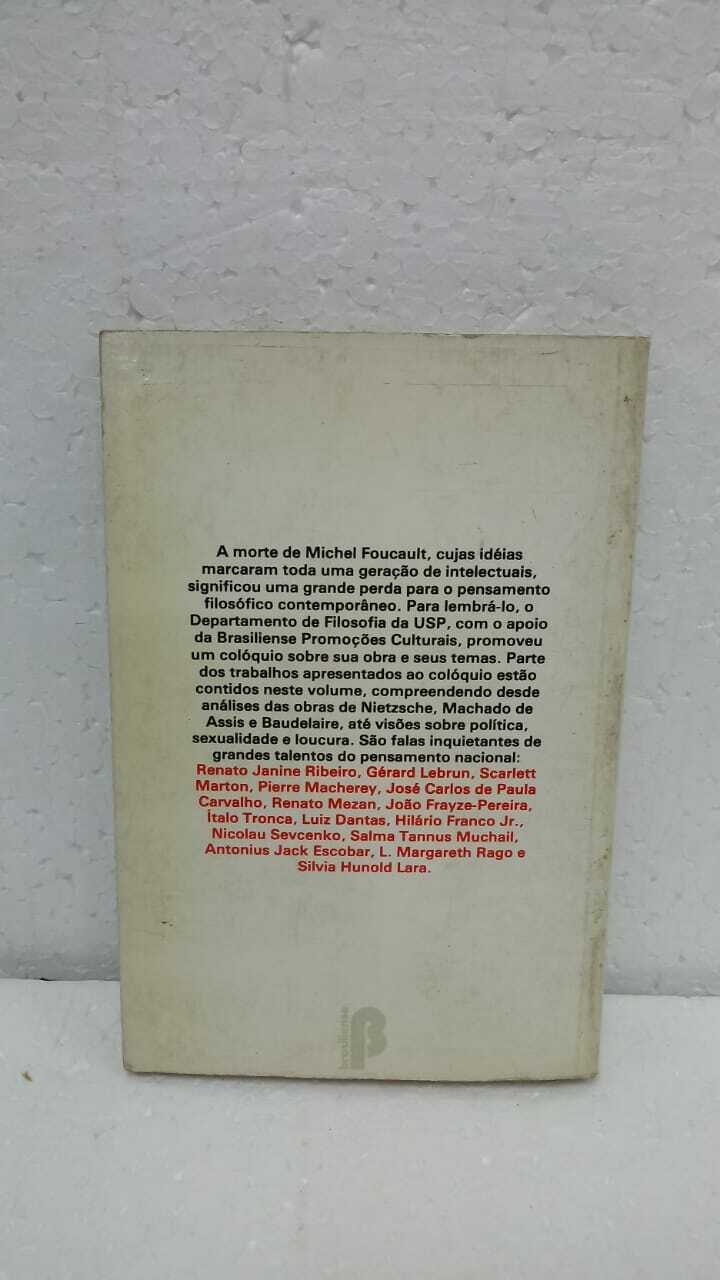 A morte de Michel Foucault, cujas idéias
marcaram toda uma geração de intelectuais,
significou uma grande perda para o pensamento
filosófico contemporâneo. Para lembrá-lo, o
Departamento de Filosofia da USP, com o apoio
da Brasiliense Promoções Culturais, promoveu
um colóquio sobre sua obra e seus temas. Parte
dos trabalhos apresentados ao colóquio estão
contidos neste volume, compreendendo desde
análises das obras de Nietzsche, Machado de
Assis e Baudelaire, até visões sobre política,
sexualidade e loucura. São falas inquietantes de
grandes talentos do pensamento nacional:
Renato Janine Ribeiro, Gérard Lebrun, Scarlett
Marton, Pierre Macherey, José Carlos de Paula
Carvalho, Renato Mezan, João Frayze-Pereira,
Ítalo Tronca, Luiz Dantas, Hilário Franco Jr.,
Nicolau Sevcenko, Salma Tannus Muchail,
Antonius Jack Escobar, L. Margareth Rago e
Silvia Hunold Lara.
brasiliense